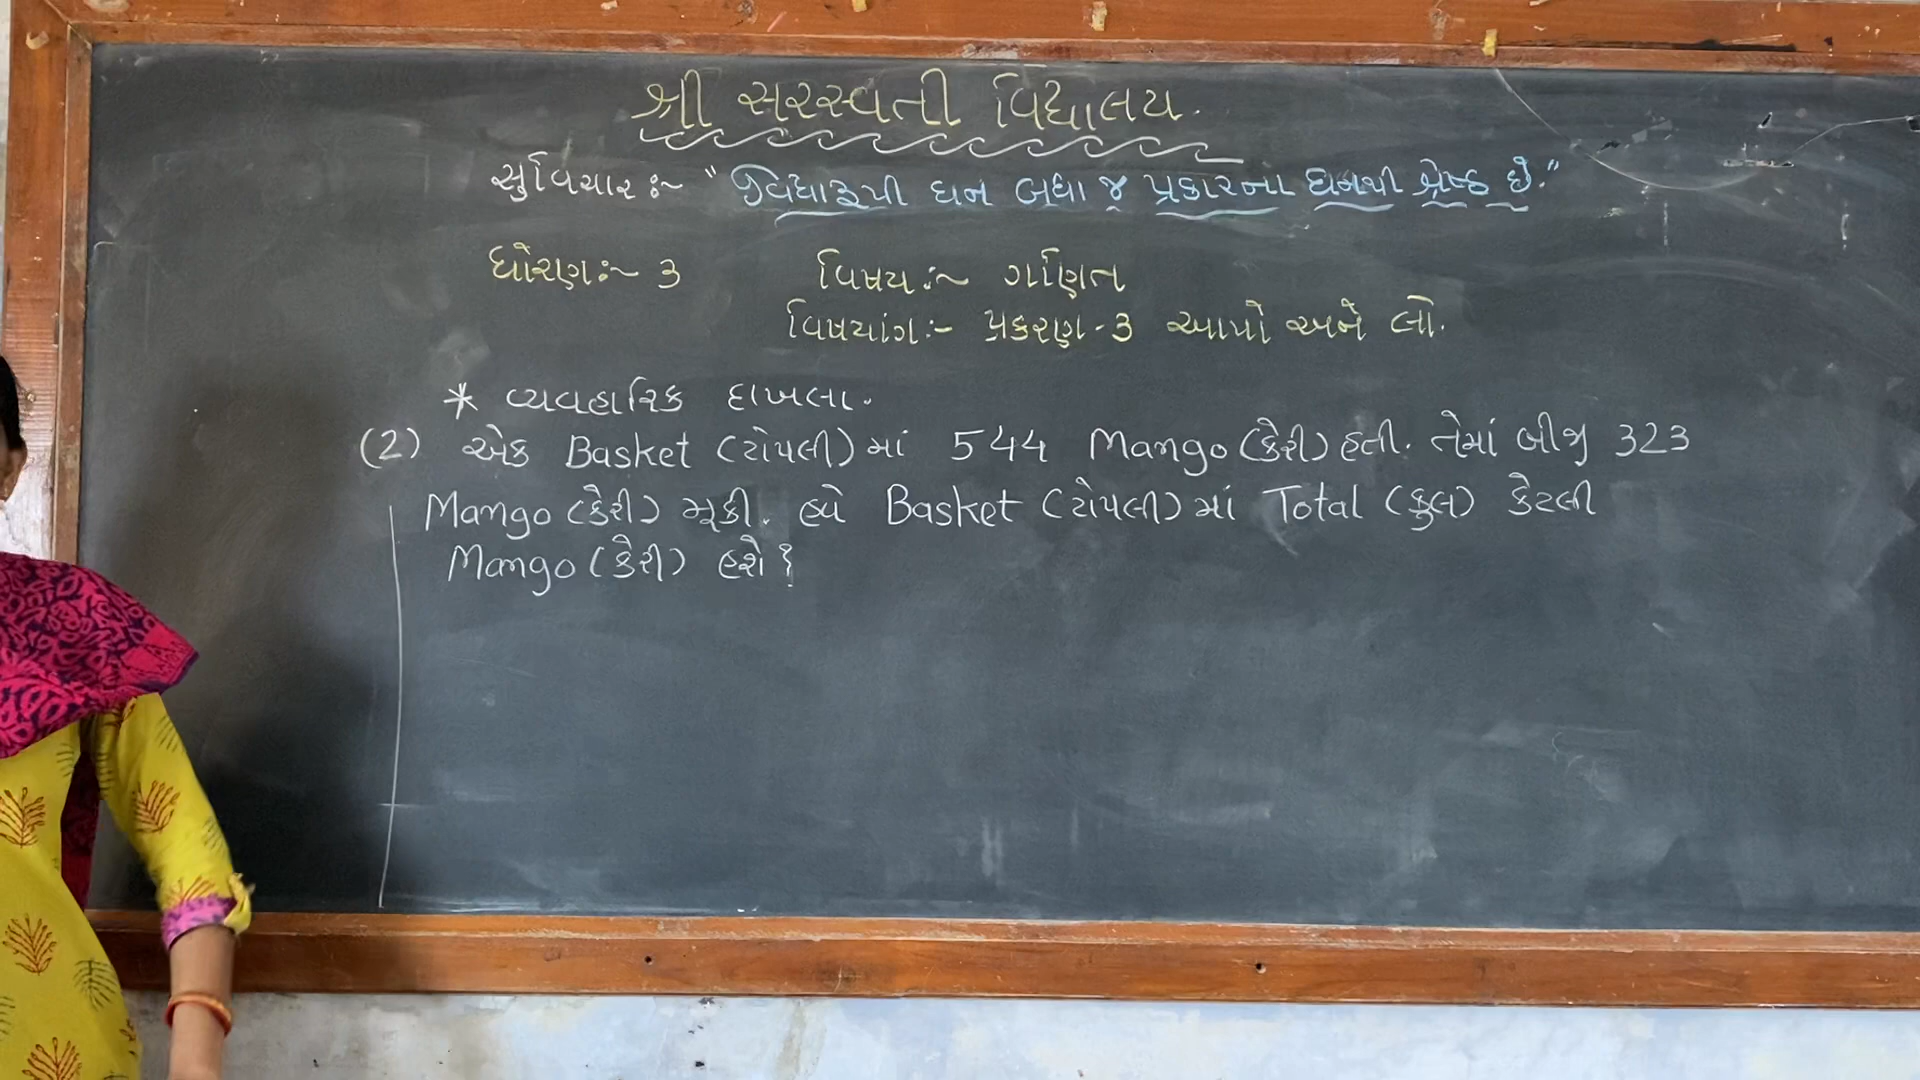 શ્રી સરસ્વતી વિદ્યાલય.
સુવિચાર :~ "વિદ્યારૂપી ધન બધા જ પ્રકારના ધનથી શ્રેષ્ઠ છે."
ધોરણ :~ ૩ વિષય :~ ગણિત
વિષયાંગ :- પ્રકરણ - 3 આપો અને લો.
* વ્યવહારિક દાખલા.
(2) એક Basket (ટોપલી) માં 544 Mango (કેરી) હતી. તેમાં બીજી 323
Mango (કેરી) મૂકી. હવે Basket (ટોપલી) માં Total (કુલ) કેટલી
Mango (કેરી) હશે ?